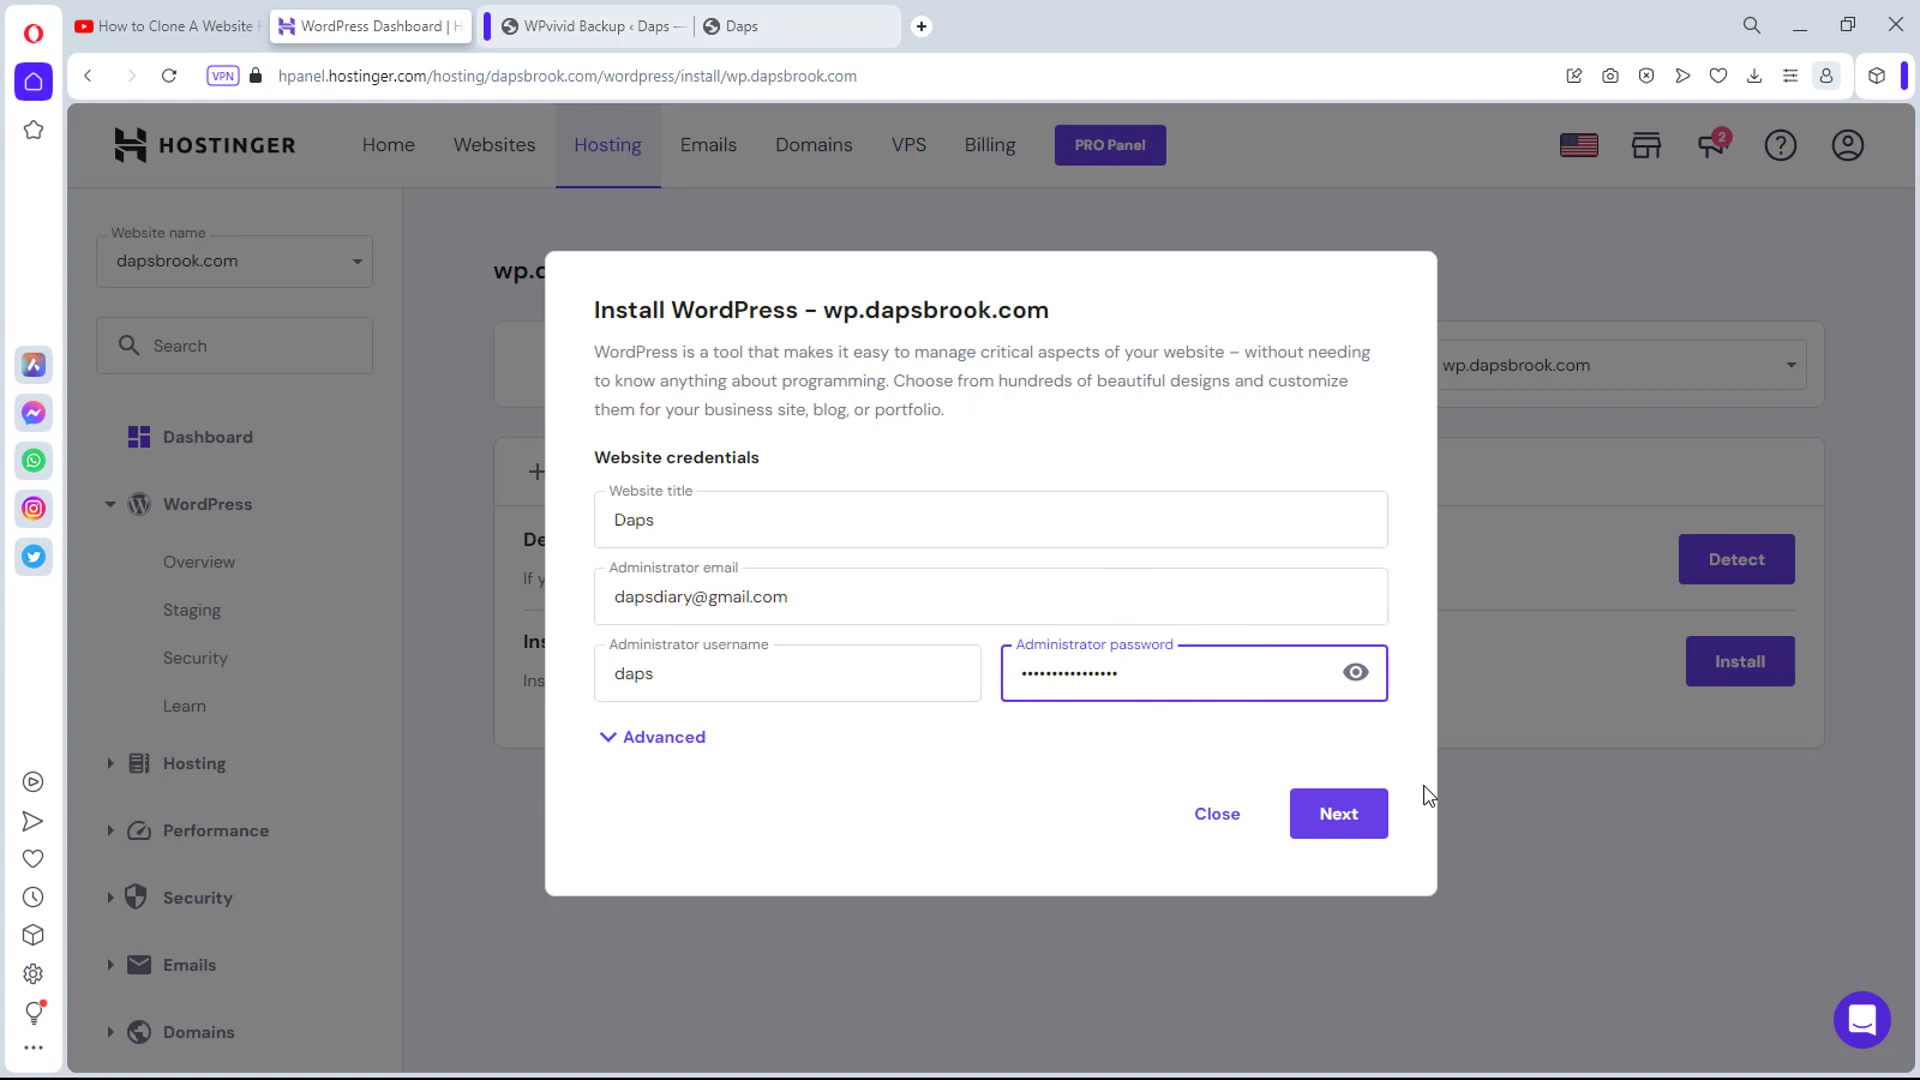 How to Clone A Website
WordPress Dashboard | H
WPvivid Backup ‹ Daps —
Daps
VPN
hpanel.hostinger.com/hosting/dapsbrook.com/wordpress/install/wp.dapsbrook.com
HOSTINGER
Home
Websites
Hosting
Emails
Domains
VPS
Billing
PRO Panel
2
Website name
dapsbrook.com
Search
Dashboard
WordPress
Overview
Staging
Security
Learn
Hosting
Performance
Security
Emails
Domains
wp.d
wp.dapsbrook.com
De
If y
Detect
Ins
Ins
Install
Install WordPress – wp.dapsbrook.com
WordPress is a tool that makes it easy to manage critical aspects of your website – without needing
to know anything about programming. Choose from hundreds of beautiful designs and customize
them for your business site, blog, or portfolio.
Website credentials
Website title
Daps
Administrator email
dapsdiary@gmail.com
Administrator username
daps
Administrator password
••••••••••••••••
Advanced
Close
Next